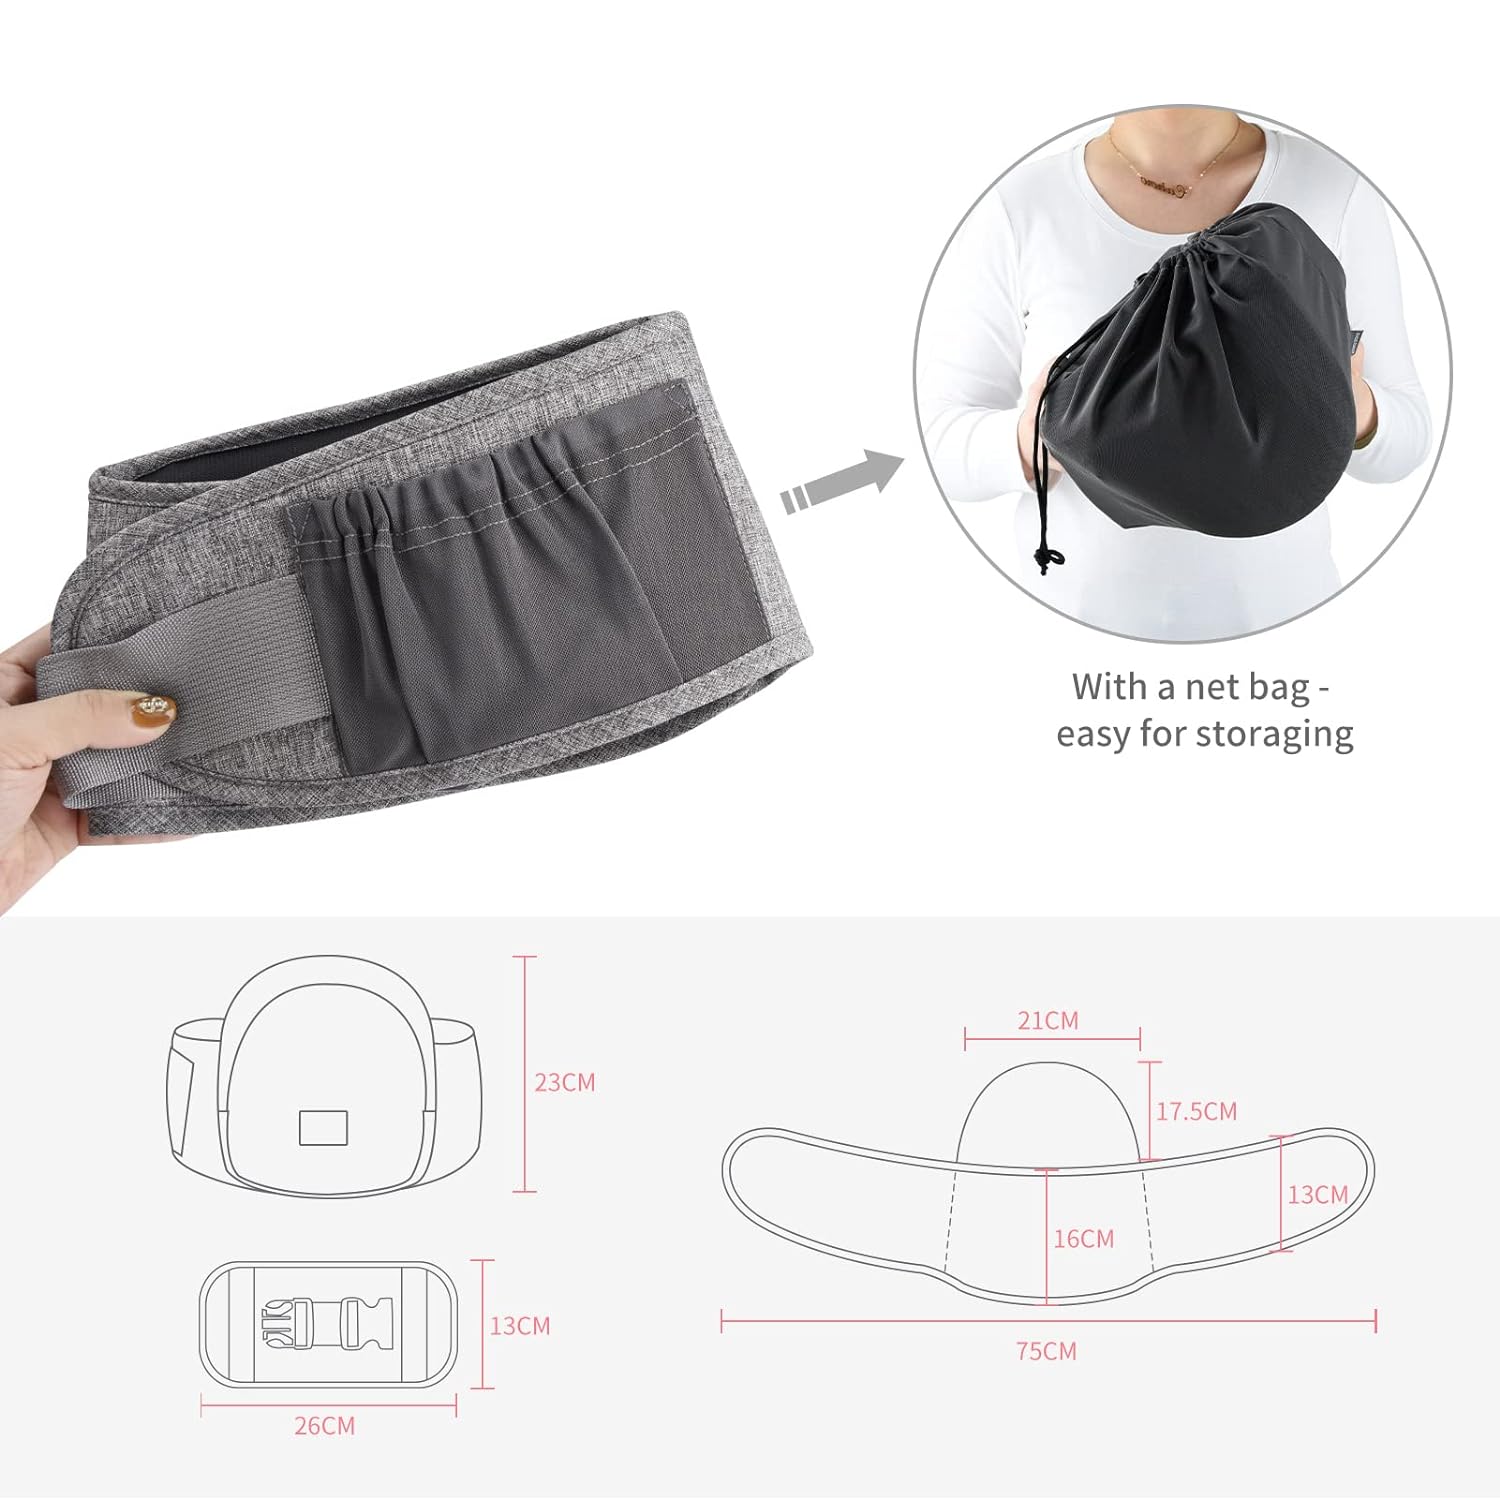 With a net bag -
easy for storaging
23CM
13CM
26CM
21CM
17.5CM
13CM
16CM
75CM